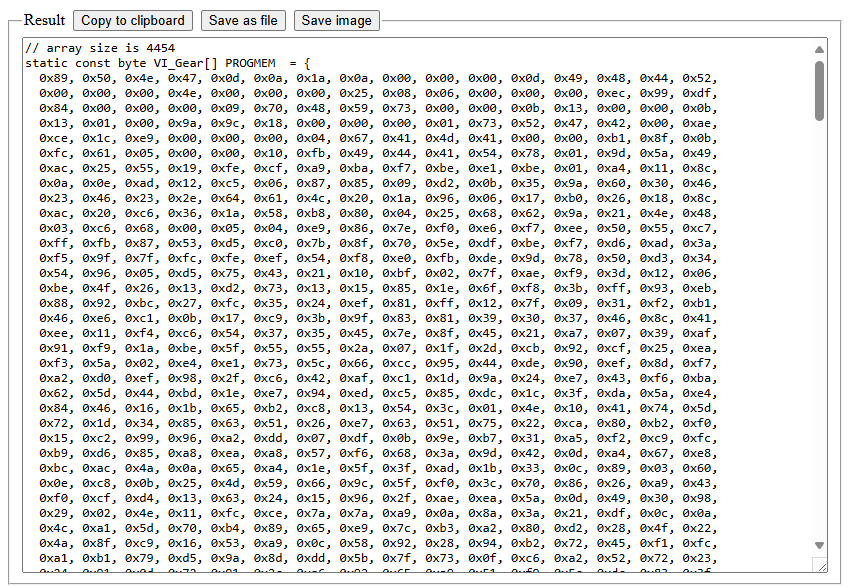 Result Copy to clipboard Save as file Save image
// array size is 4454
static const byte VI_Gear[] PROGMEM  = {
  0x89, 0x50, 0x4e, 0x47, 0x0d, 0x0a, 0x1a, 0x0a, 0x00, 0x00, 0x00, 0x0d, 0x49, 0x48, 0x44, 0x52,
  0x00, 0x00, 0x00, 0x4e, 0x00, 0x00, 0x00, 0x25, 0x08, 0x06, 0x00, 0x00, 0x00, 0xec, 0x99, 0xdf,
  0x84, 0x00, 0x00, 0x00, 0x09, 0x70, 0x48, 0x59, 0x73, 0x00, 0x00, 0x0b, 0x13, 0x00, 0x00, 0x0b,
  0x13, 0x01, 0x00, 0x9a, 0x9c, 0x18, 0x00, 0x00, 0x00, 0x01, 0x73, 0x52, 0x47, 0x42, 0x00, 0xae,
  0xce, 0x1c, 0xe9, 0x00, 0x00, 0x00, 0x04, 0x67, 0x41, 0x4d, 0x41, 0x00, 0x00, 0xb1, 0x8f, 0x0b,
  0xfc, 0x61, 0x05, 0x00, 0x00, 0x10, 0xfb, 0x49, 0x44, 0x41, 0x54, 0x78, 0x01, 0x9d, 0x5a, 0x49,
  0xac, 0x25, 0x55, 0x19, 0xfe, 0xcf, 0xa9, 0xba, 0xf7, 0xbe, 0xe1, 0xbe, 0x01, 0xa4, 0x11, 0x8c,
  0x0a, 0x0e, 0xad, 0x12, 0xc5, 0x06, 0x87, 0x85, 0x09, 0xd2, 0x0b, 0x35, 0x9a, 0x60, 0x30, 0x46,
  0x23, 0x46, 0x23, 0x2e, 0x64, 0x61, 0x4c, 0x20, 0x1a, 0x96, 0x06, 0x17, 0xb0, 0x26, 0x18, 0x8c,
  0xac, 0x20, 0xc6, 0x36, 0x1a, 0x58, 0xb8, 0x80, 0x04, 0x25, 0x68, 0x62, 0x9a, 0x21, 0x4e, 0x48,
  0x03, 0xc6, 0x68, 0x00, 0x05, 0x04, 0xe9, 0x86, 0x7e, 0xf0, 0xe6, 0xf7, 0xee, 0x50, 0x55, 0xc7,
  0xff, 0xfb, 0x87, 0x53, 0xd5, 0xc0, 0x7b, 0x8f, 0x70, 0x5e, 0xdf, 0xbe, 0xf7, 0xd6, 0xad, 0x3a,
  0xf5, 0x9f, 0x7f, 0xfc, 0xfe, 0xef, 0x54, 0xf8, 0xe0, 0xfb, 0xde, 0x9d, 0x78, 0x50, 0xd3, 0x34,
  0x54, 0x96, 0x05, 0xd5, 0x75, 0x43, 0x21, 0x10, 0xbf, 0x02, 0x7f, 0xae, 0xf9, 0x3d, 0x12, 0x06,
  0xbe, 0x4f, 0x26, 0x13, 0xd2, 0x73, 0x13, 0x15, 0x85, 0x1e, 0x6f, 0xf8, 0x3b, 0xff, 0x93, 0xeb,
  0x88, 0x92, 0xbc, 0x27, 0xfc, 0x35, 0x24, 0xef, 0x81, 0xff, 0x12, 0x7f, 0x09, 0x31, 0xf2, 0xb1,
  0x46, 0xe6, 0xc1, 0x0b, 0x17, 0xc9, 0x3b, 0x9f, 0x83, 0x81, 0x39, 0x30, 0x37, 0x46, 0x8c, 0x41,
  0xee, 0x11, 0xf4, 0xc6, 0x54, 0x37, 0x35, 0x45, 0x7e, 0x8f, 0x45, 0x21, 0xa7, 0x07, 0x39, 0xaf,
  0x91, 0xf9, 0x1a, 0xbe, 0x5f, 0x55, 0x55, 0x2a, 0x07, 0x1f, 0x2d, 0xcb, 0x92, 0xcf, 0x25, 0xea,
  0xf3, 0x5a, 0x02, 0xe4, 0xe1, 0x73, 0x5c, 0x66, 0xcc, 0x95, 0x44, 0xde, 0x90, 0xef, 0x8d, 0xf7,
  0xa2, 0xd0, 0xef, 0x98, 0x2f, 0xc6, 0x42, 0xaf, 0xc1, 0x1d, 0x9a, 0x24, 0xe7, 0x43, 0xf6, 0xba,
  0x62, 0x5d, 0x44, 0xbd, 0x1e, 0xe7, 0x94, 0xed, 0xc5, 0x85, 0xdc, 0x1c, 0x3f, 0xda, 0x5a, 0xe4,
  0x84, 0x46, 0x16, 0x1b, 0x65, 0xb2, 0xc8, 0x13, 0x54, 0x3c, 0x01, 0x4e, 0x10, 0x41, 0x74, 0x5d,
  0x72, 0x1d, 0x34, 0x85, 0x63, 0x51, 0x26, 0xe7, 0x63, 0x51, 0x75, 0x22, 0xca, 0x80, 0xb2, 0xf0,
  0x15, 0xc2, 0x99, 0x96, 0xa2, 0xdd, 0x07, 0xdf, 0x0b, 0x9e, 0xb7, 0x31, 0xa5, 0xf2, 0xc9, 0xfc,
  0xb9, 0xd6, 0x85, 0xa8, 0xea, 0xa8, 0x57, 0xf6, 0x68, 0x3a, 0x9d, 0x42, 0x0d, 0xa4, 0x67, 0xe8,
  0xbc, 0xac, 0x4a, 0x0a, 0x65, 0xa4, 0x1e, 0x5f, 0x3f, 0xad, 0x1b, 0x33, 0x0c, 0x89, 0x03, 0x60,
  0x0e, 0xc8, 0x0b, 0x25, 0x4d, 0x59, 0x66, 0x9c, 0x5f, 0xf0, 0x3c, 0x70, 0x86, 0x26, 0xa9, 0x43,
  0xf0, 0xcf, 0xd4, 0x13, 0x63, 0x24, 0x15, 0x96, 0x2f, 0xae, 0xea, 0x5a, 0x0d, 0x49, 0x30, 0x98,
  0x29, 0x02, 0x4e, 0x11, 0xfc, 0xce, 0x7a, 0x7a, 0xa9, 0x0a, 0x8a, 0x3a, 0x21, 0xdf, 0x0c, 0x0a,
  0x4c, 0xa1, 0x5d, 0x70, 0xb4, 0x89, 0x65, 0xe9, 0x7c, 0xb3, 0xa2, 0x80, 0xd2, 0x28, 0x4f, 0x22,
  0x4a, 0x8f, 0xc9, 0x16, 0x53, 0xa9, 0x0c, 0x58, 0x92, 0x28, 0x94, 0xb2, 0x72, 0x45, 0xf1, 0xfc,
  0xa1, 0xb1, 0x79, 0xd5, 0x9a, 0x8d, 0xdd, 0x5b, 0x7f, 0x73, 0x0f, 0xc6, 0xa2, 0x52, 0x72, 0x23,